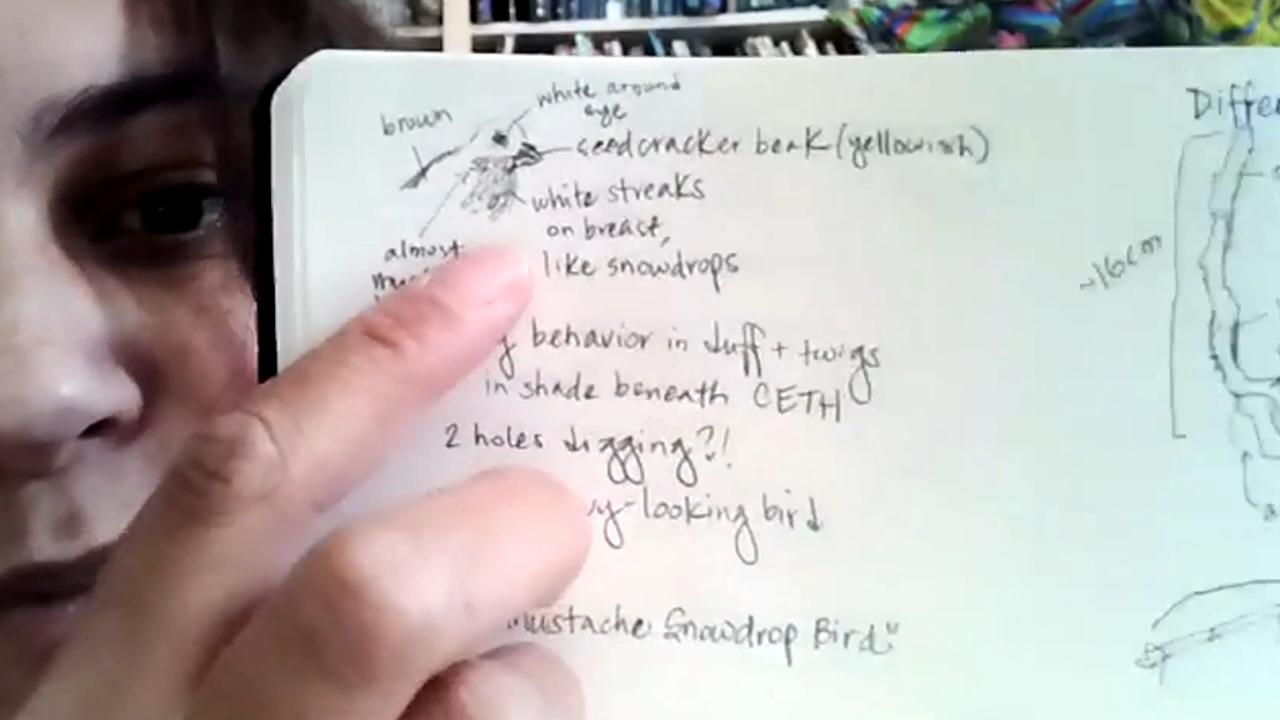 white around
eye
brown
seedcracker beak (yellowish)
white streaks
on breast,
like snowdrops
almost
behavior in duff + twigs
in shade beneath CETH
2 holes digging?!
y-looking bird
ustache Snowdrop Bird"
Diffe
~16cm